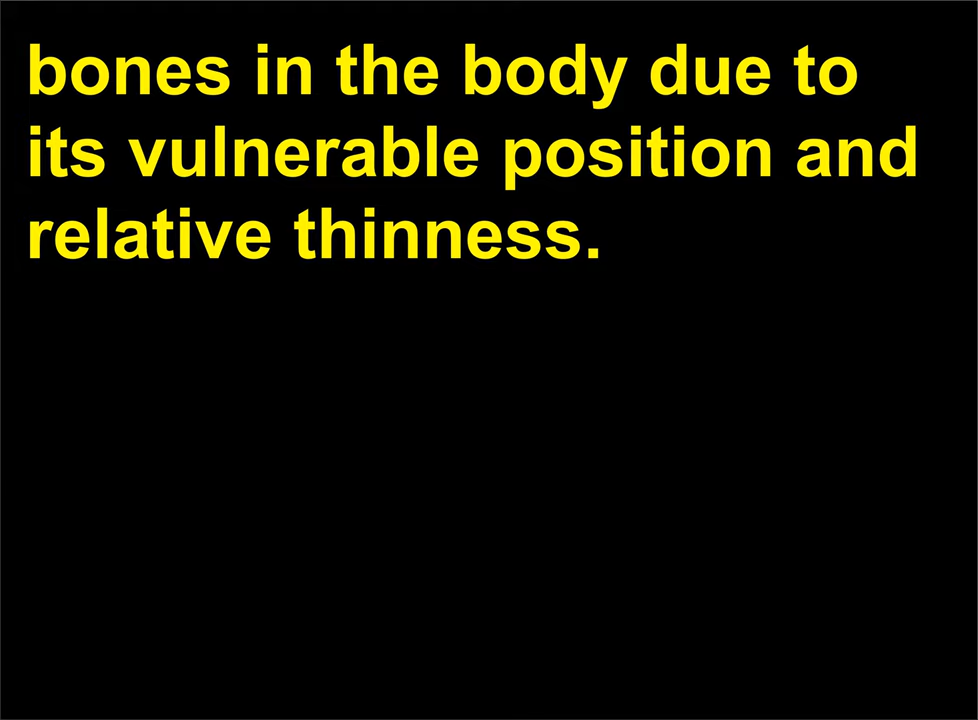 bones in the body due to
its vulnerable position and
relative thinness.